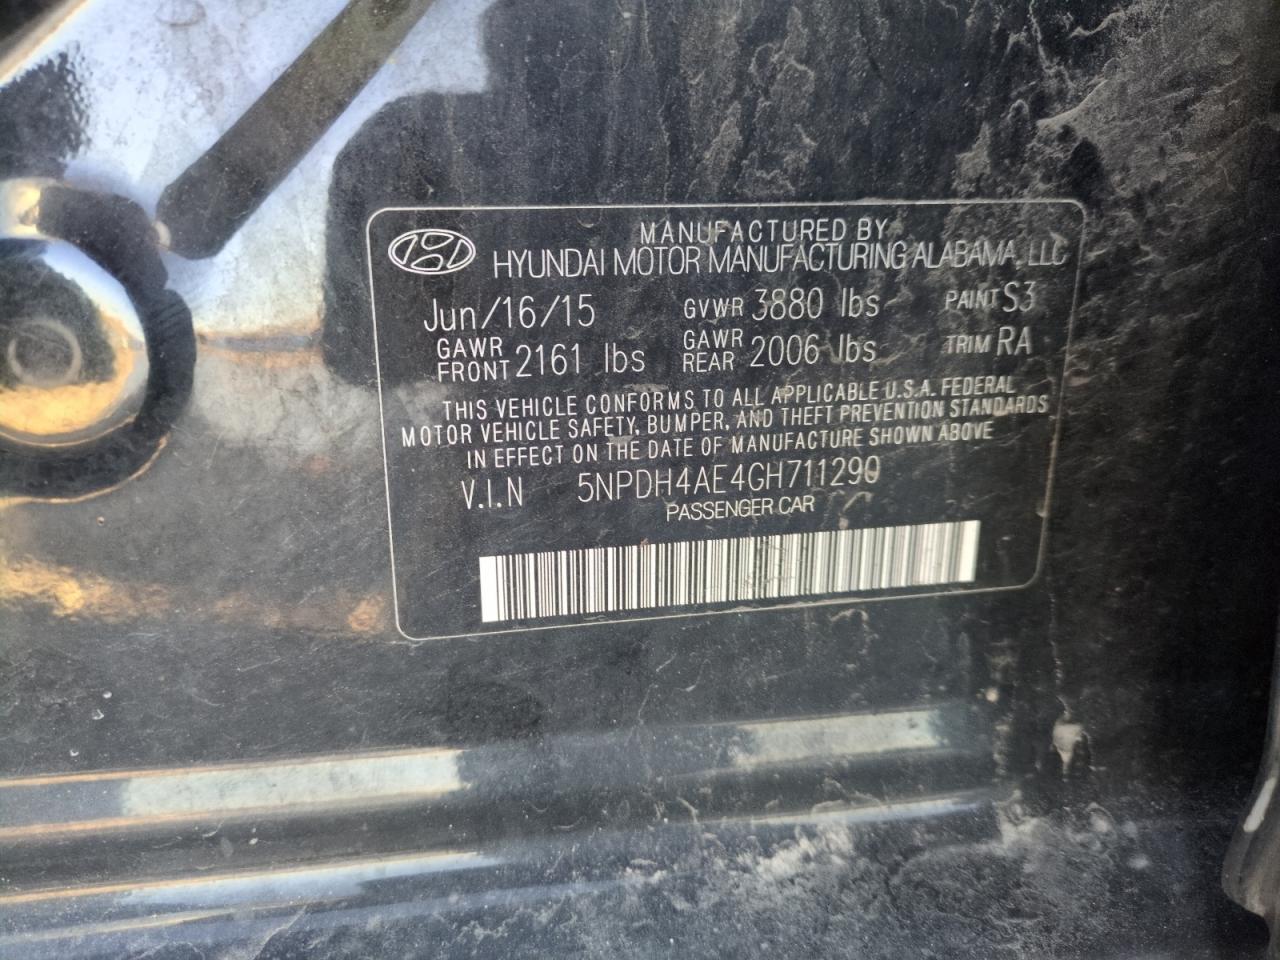 MANUFACTURED BY
HYUNDAI MOTOR MANUFACTURING ALABAMA, LLC
Jun/16/15 GVWR 3880 lbs PAINT S3
GAWR FRONT 2161 lbs GAWR REAR 2006 lbs TRIM RA
THIS VEHICLE CONFORMS TO ALL APPLICABLE U.S.A. FEDERAL
MOTOR VEHICLE SAFETY, BUMPER, AND THEFT PREVENTION STANDARDS
IN EFFECT ON THE DATE OF MANUFACTURE SHOWN ABOVE
V.I.N 5NPDH4AE4GH711290
PASSENGER CAR